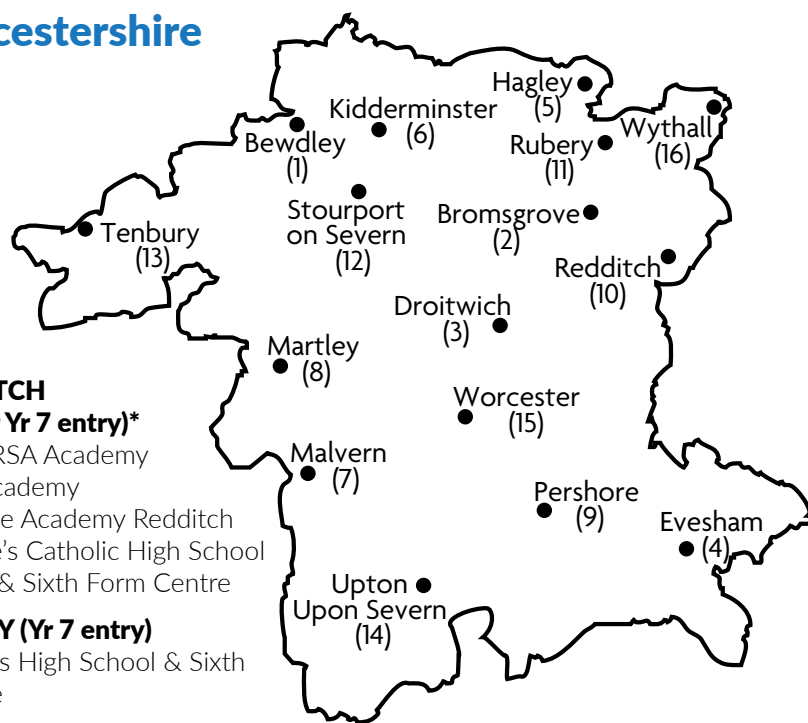 cestershire
Hagley
(5)
Kidderminster
(6)
Wythall
(16)
Bewdley
(1)
Rubery
(11)
Stourport
on Severn
(12)
Bromsgrove
(2)
Tenbury
(13)
Redditch
(10)
Droitwich
(3)
Martley
(8)
Worcester
(15)
Malvern
(7)
Pershore
(9)
Evesham
(4)
Upton
Upon Severn
(14)
TCH
Yr 7 entry)*
RSA Academy
cademy
e Academy Redditch
e's Catholic High School
& Sixth Form Centre
Y (Yr 7 entry)
s High School & Sixth
e